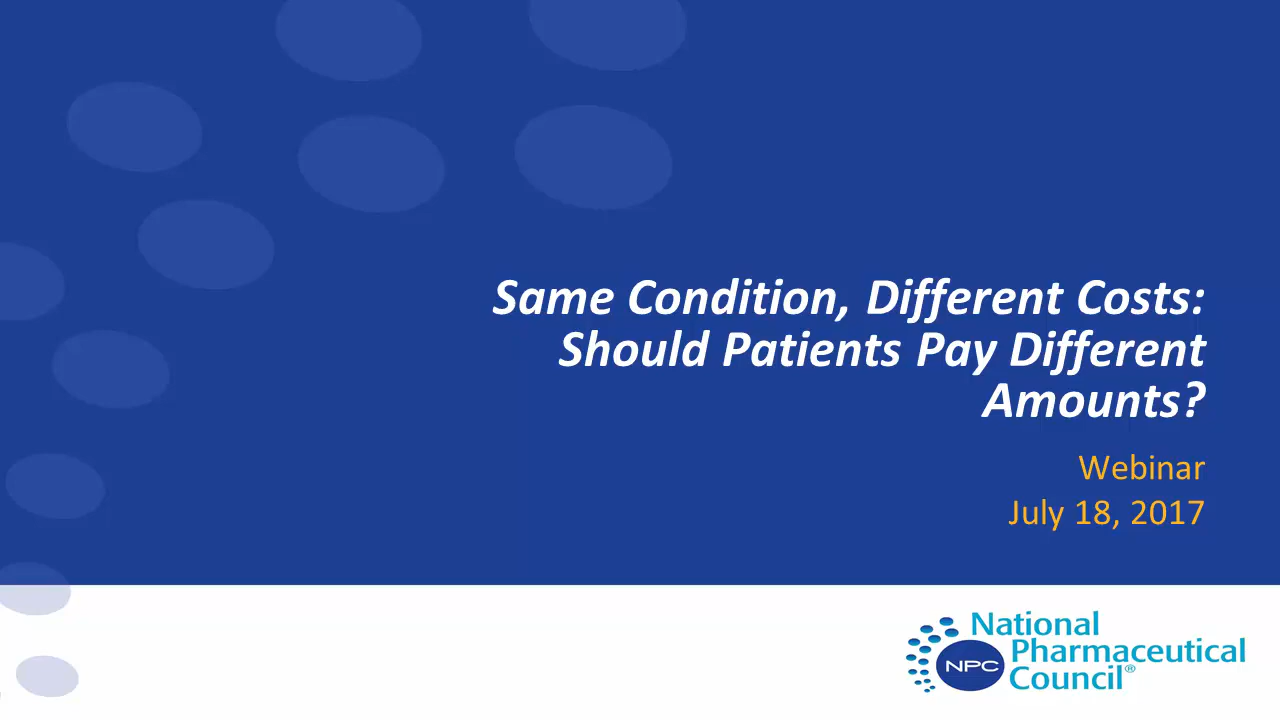 Same Condition, Different Costs:
Should Patients Pay Different
Amounts?
Webinar
July 18, 2017
NPC
National
Pharmaceutical
Council®